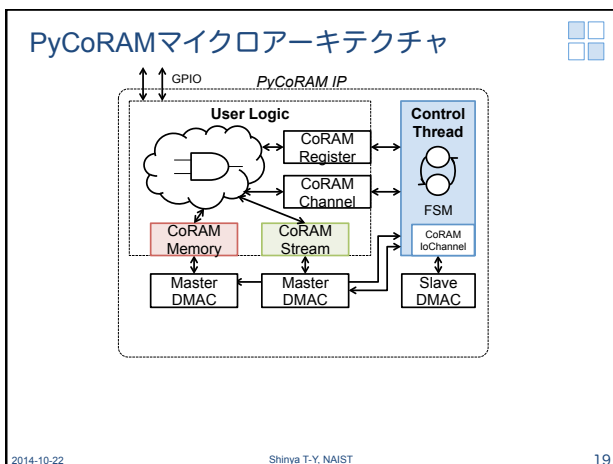 PyCoRAMマイクロアーキテクチャ
GPIO
PyCoRAM IP
User Logic
Control
Thread
CoRAM
Register
CoRAM
Channel
FSM
CoRAM
Memory
CoRAM
Stream
CoRAM
IoChannel
Master
DMAC
Master
DMAC
Slave
DMAC
2014-10-22
Shinya T-Y, NAIST
19